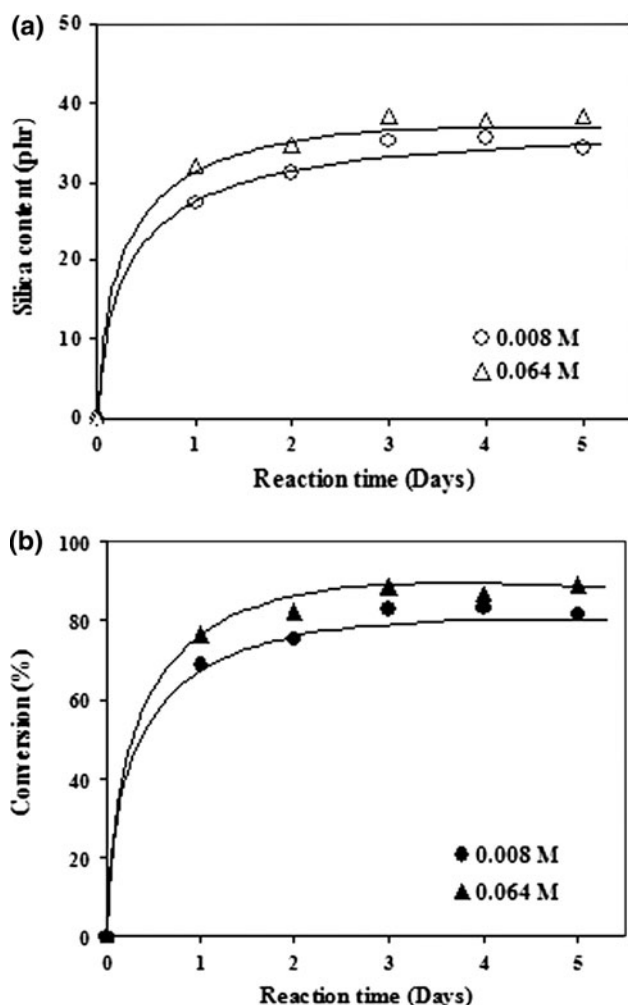 (a)
50
40
30
20
10
0
Silica content (phr)
0.008 M
0.064 M
0 1 2 3 4 5
Reaction time (Days)
(b)
100
80
60
40
20
0
Conversion (%)
0.008 M
0.064 M
0 1 2 3 4 5
Reaction time (Days)